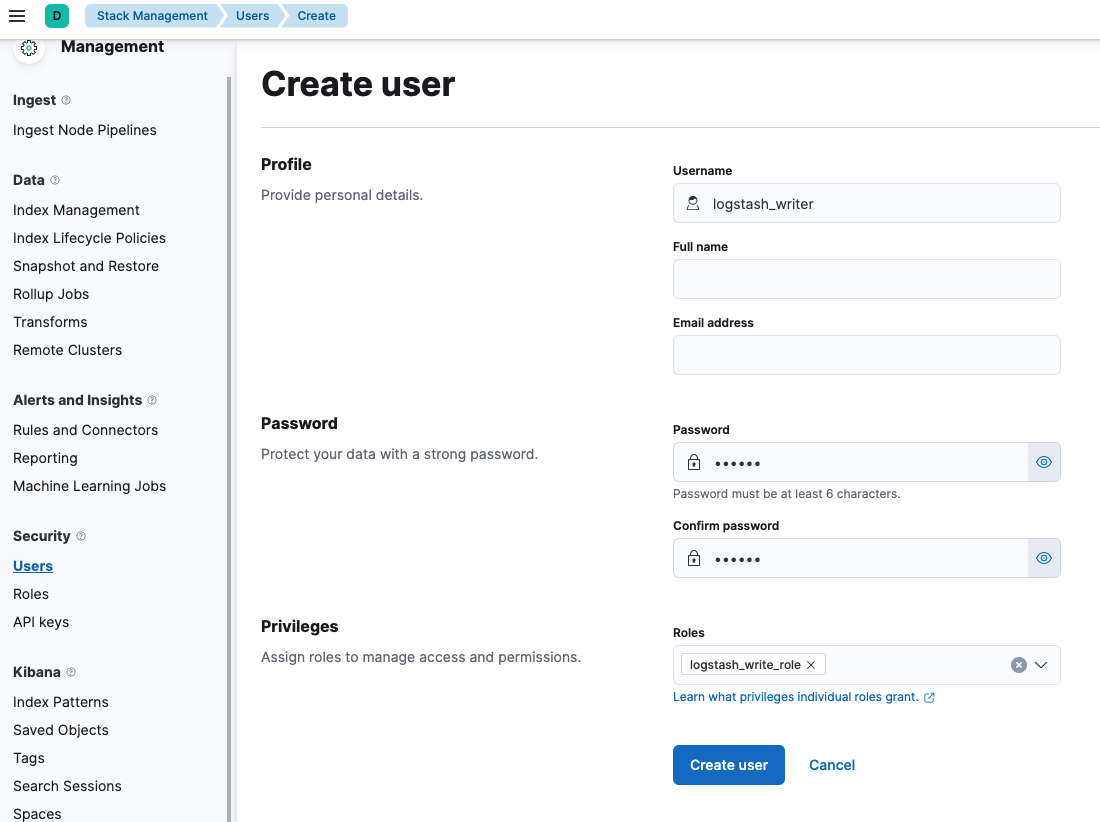 D
Stack Management
Users
Create
Management
Ingest
Ingest Node Pipelines
Data
Index Management
Index Lifecycle Policies
Snapshot and Restore
Rollup Jobs
Transforms
Remote Clusters
Alerts and Insights
Rules and Connectors
Reporting
Machine Learning Jobs
Security
Users
Roles
API keys
Kibana
Index Patterns
Saved Objects
Tags
Search Sessions
Spaces
Create user
Profile
Provide personal details.
Username
logstash_writer
Full name
Email address
Password
Protect your data with a strong password.
Password
••••••
Password must be at least 6 characters.
Confirm password
••••••
Privileges
Assign roles to manage access and permissions.
Roles
logstash_write_role
Learn what privileges individual roles grant.
Create user
Cancel